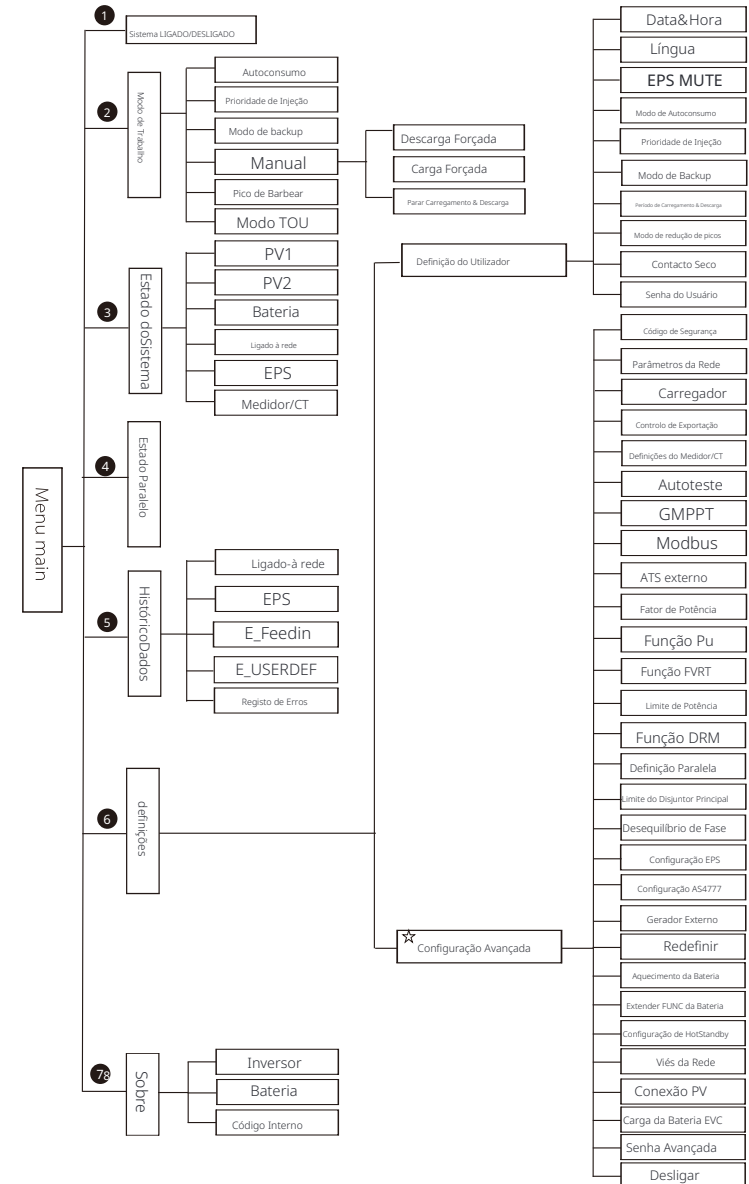 Menu main
1
Sistema LIGADO/DESLIGADO
2
Modo de Trabalho
Autoconsumo
Prioridade de Injeção
Modo de backup
Manual
Descarga Forçada
Carga Forçada
Parar Carregamento & Descarga
Pico de Barbear
Modo TOU
3
Estado doSistema
PV1
PV2
Bateria
Ligado à rede
EPS
Medidor/CT
4
Estado Paralelo
5
HistóricoDados
Ligado-à rede
EPS
E_Feedin
E_USERDEF
Registo de Erros
6
definições
Definição do Utilizador
Data&Hora
Língua
EPS MUTE
Modo de Autoconsumo
Prioridade de Injeção
Modo de Backup
Período de Carregamento & Descarga
Modo de redução de picos
Contacto Seco
Senha do Usuário
☆ Configuração Avançada
Código de Segurança
Parâmetros da Rede
Carregador
Controlo de Exportação
Definições do Medidor/CT
Autoteste
GMPPT
Modbus
ATS externo
Fator de Potência
Função Pu
Função FVRT
Limite de Potência
Função DRM
Definição Paralela
Limite do Disjuntor Principal
Desequilíbrio de Fase
Configuração EPS
Configuração AS4777
Gerador Externo
Redefinir
Aquecimento da Bateria
Extender FUNC da Bateria
Configuração de HotStandby
Viés da Rede
Conexão PV
Carga da Bateria EVC
Senha Avançada
Desligar
78
Sobre
Inversor
Bateria
Código Interno